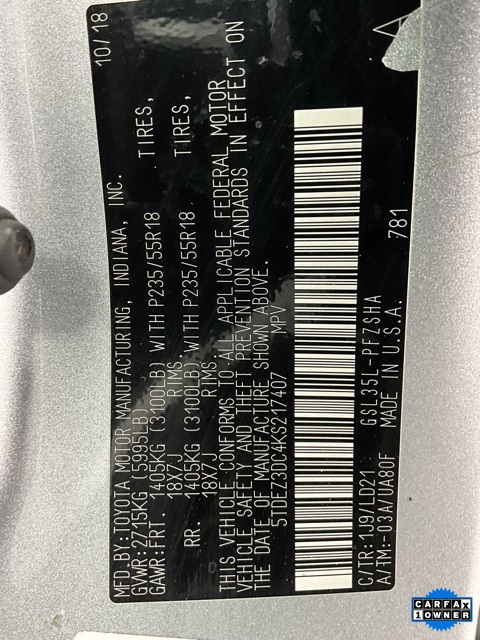 MFD.BY:TOYOTA MOTOR MANUFACTURING, INDIANA, INC. 10/18
GVWR:2715KG (5995LB)
GAWR:FRT. 1405KG (3100LB) WITH P235/55R18 TIRES,
18X7J RIMS.
RR. 1405KG (3100LB) WITH P235/55R18 TIRES,
18X7J RIMS.
THIS VEHICLE CONFORMS TO ALL APPLICABLE FEDERAL MOTOR
VEHICLE SAFETY AND THEFT PREVENTION STANDARDS IN EFFECT ON
THE DATE OF MANUFACTURE SHOWN ABOVE.
5TDEZ3DC4KS217407 MPV
C/TR:1J9/LD21 GSL35L-PFZSHA 781
A/TM:-03A/UA80F MADE IN U.S.A.
CARFAX
1 OWNER